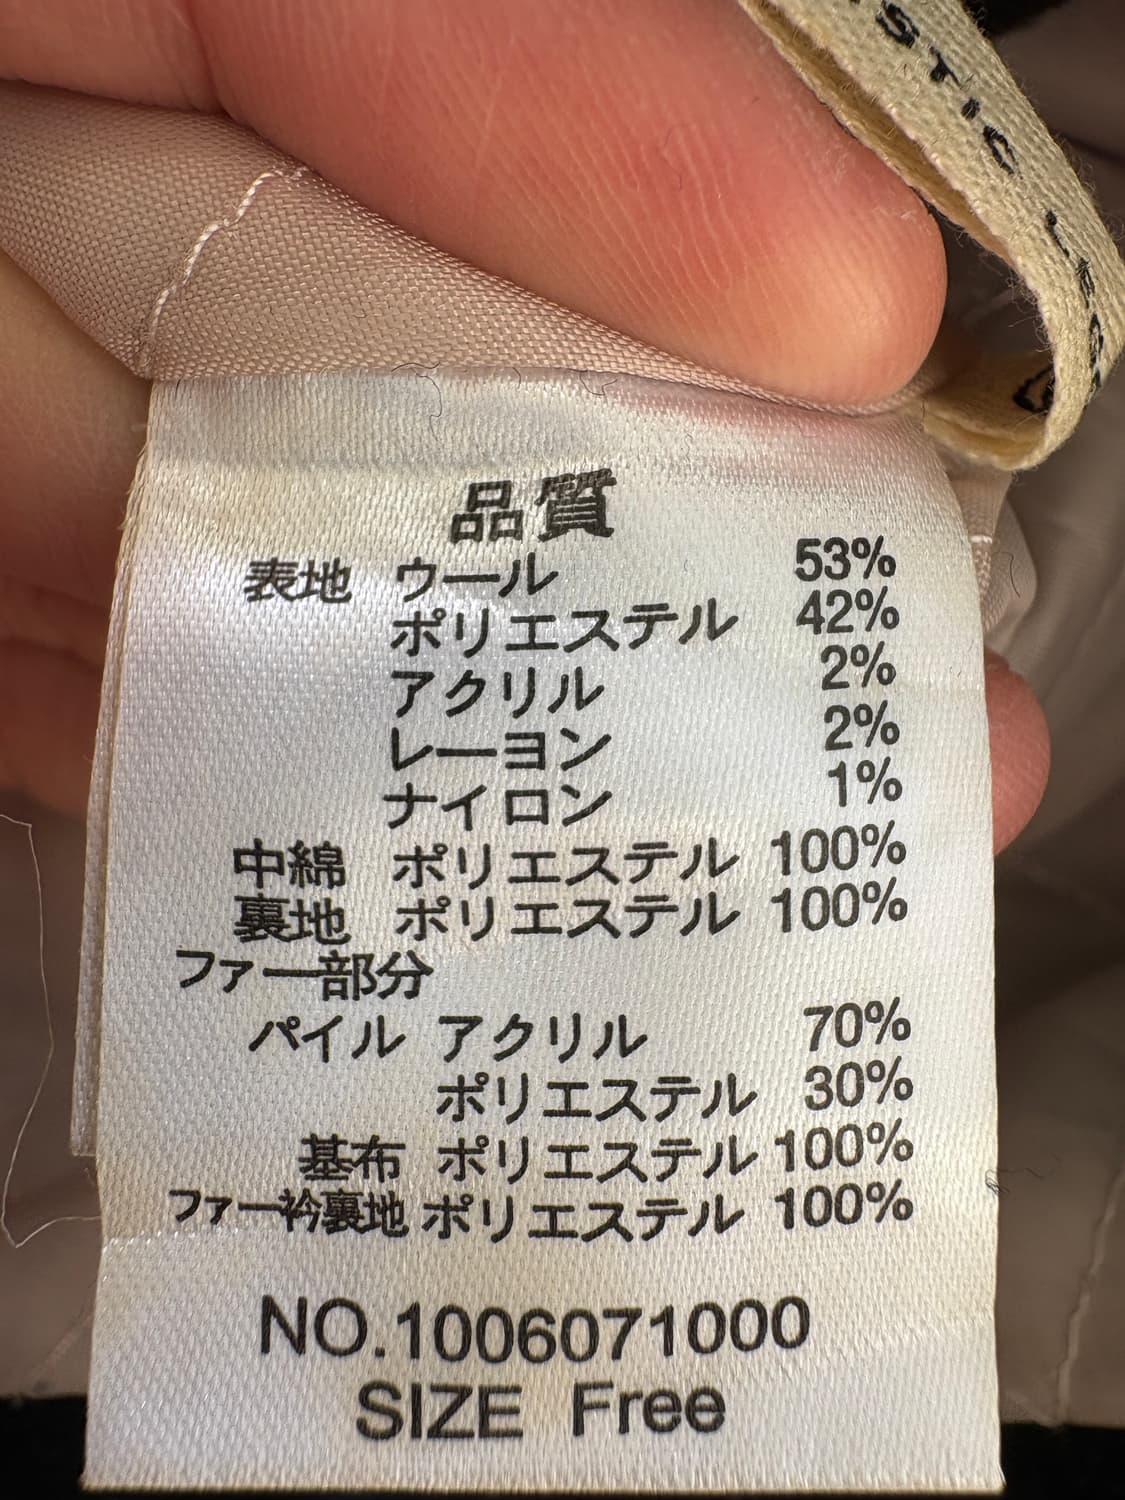 品質
表地 ウール 53%
ポリエステル 42%
アクリル 2%
レーヨン 2%
ナイロン 1%
中綿 ポリエステル 100%
裏地 ポリエステル 100%
ファー部分
パイル アクリル 70%
ポリエステル 30%
基布 ポリエステル 100%
ファー衿裏地 ポリエステル 100%
NO.1006071000
SIZE Free